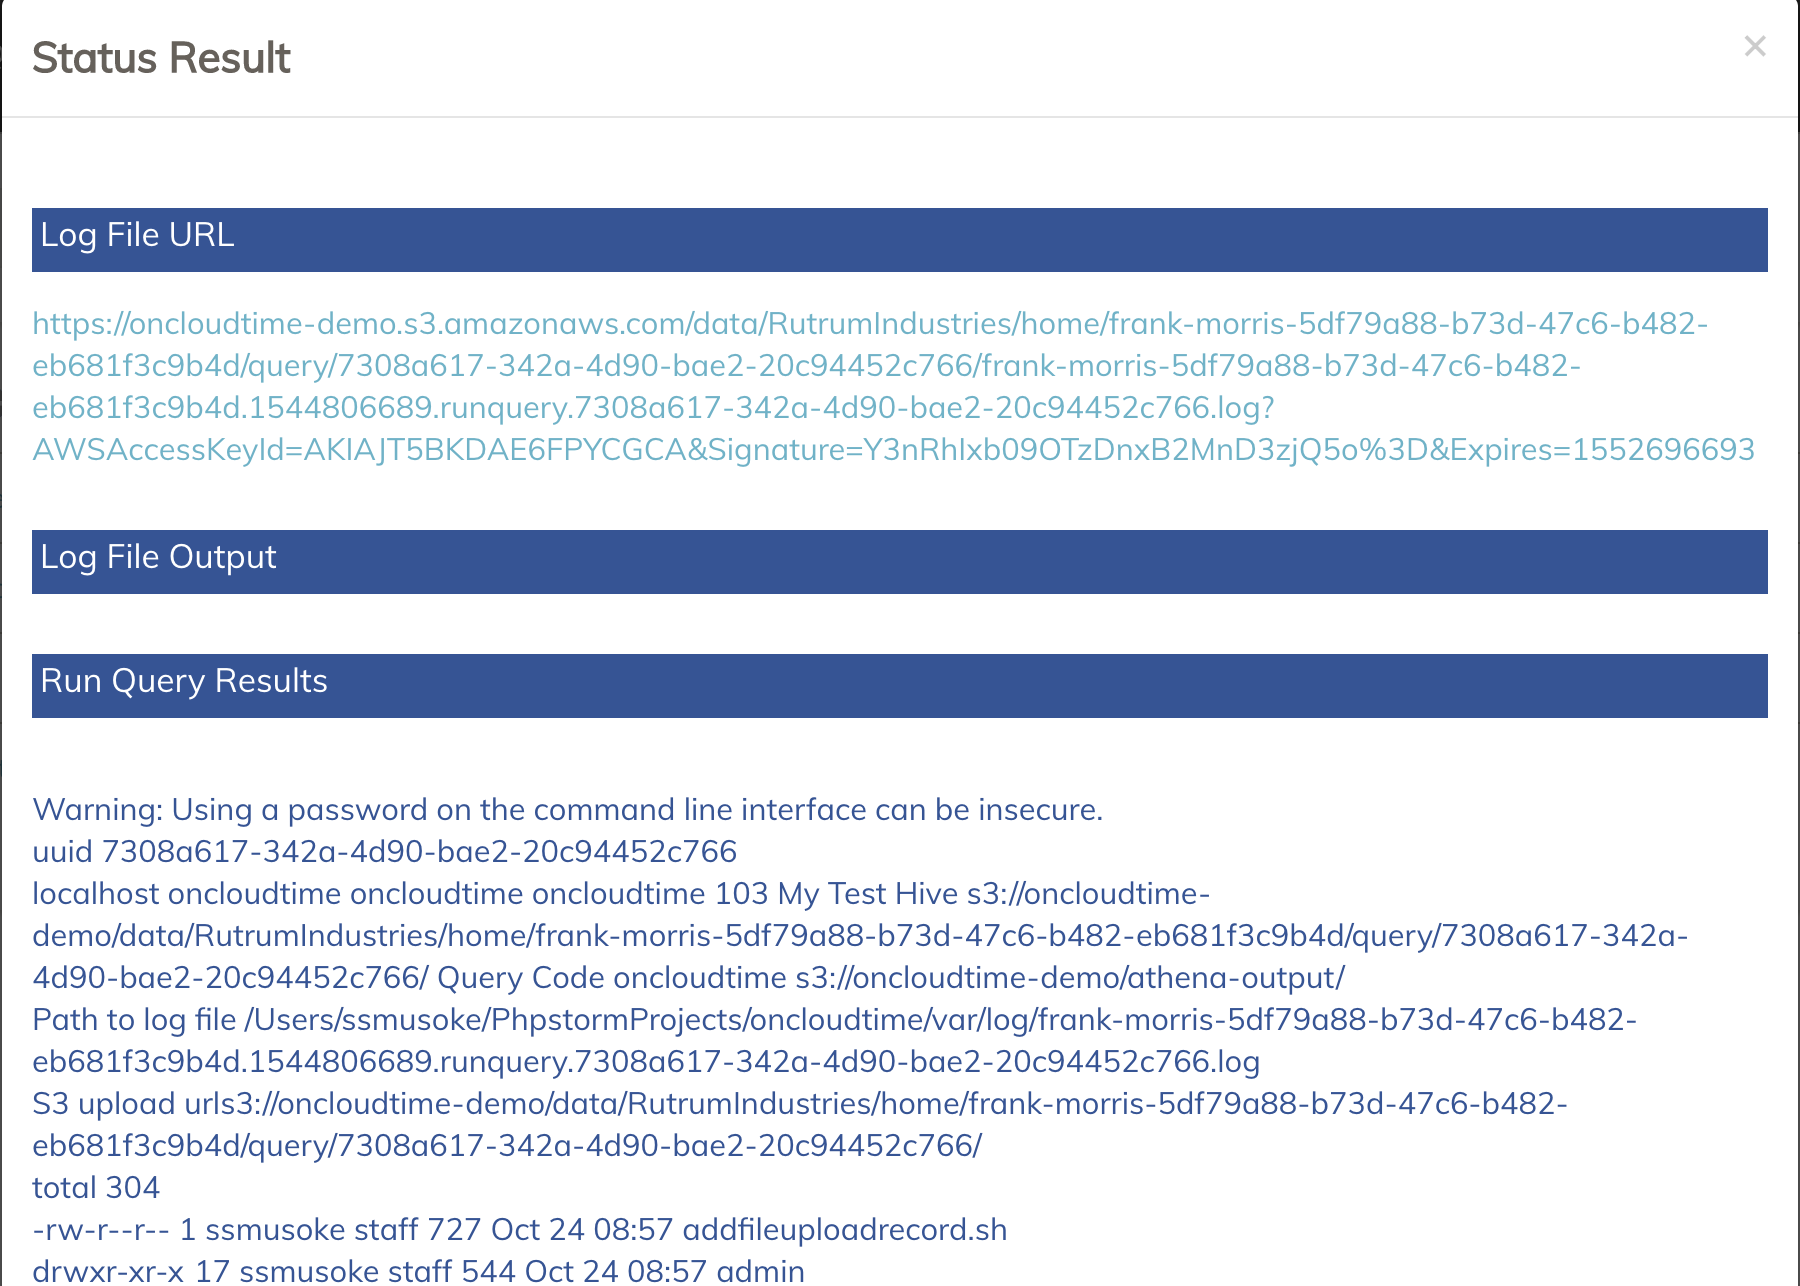 Status Result
×
Log File URL
https://oncloudtime-demo.s3.amazonaws.com/data/RutrumIndustries/home/frank-morris-5df79a88-b73d-47c6-b482-
eb681f3c9b4d/query/7308a617-342a-4d90-bae2-20c94452c766/frank-morris-5df79a88-b73d-47c6-b482-
eb681f3c9b4d.1544806689.runquery.7308a617-342a-4d90-bae2-20c94452c766.log?
AWSAccessKeyId=AKIAJT5BKDAE6FPYCGCA&Signature=Y3nRhIxb09OTzDnxB2MnD3zjQ5o%3D&Expires=1552696693
Log File Output
Run Query Results
Warning: Using a password on the command line interface can be insecure.
uuid 7308a617-342a-4d90-bae2-20c94452c766
localhost oncloudtime oncloudtime oncloudtime 103 My Test Hive s3://oncloudtime-
demo/data/RutrumIndustries/home/frank-morris-5df79a88-b73d-47c6-b482-eb681f3c9b4d/query/7308a617-342a-
4d90-bae2-20c94452c766/ Query Code oncloudtime s3://oncloudtime-demo/athena-output/
Path to log file /Users/ssmusoke/PhpstormProjects/oncloudtime/var/log/frank-morris-5df79a88-b73d-47c6-b482-
eb681f3c9b4d.1544806689.runquery.7308a617-342a-4d90-bae2-20c94452c766.log
S3 upload urls3://oncloudtime-demo/data/RutrumIndustries/home/frank-morris-5df79a88-b73d-47c6-b482-
eb681f3c9b4d/query/7308a617-342a-4d90-bae2-20c94452c766/
total 304
-rw-r--r-- 1 ssmusoke staff 727 Oct 24 08:57 addfileuploadrecord.sh
drwxr-xr-x 17 ssmusoke staff 544 Oct 24 08:57 admin